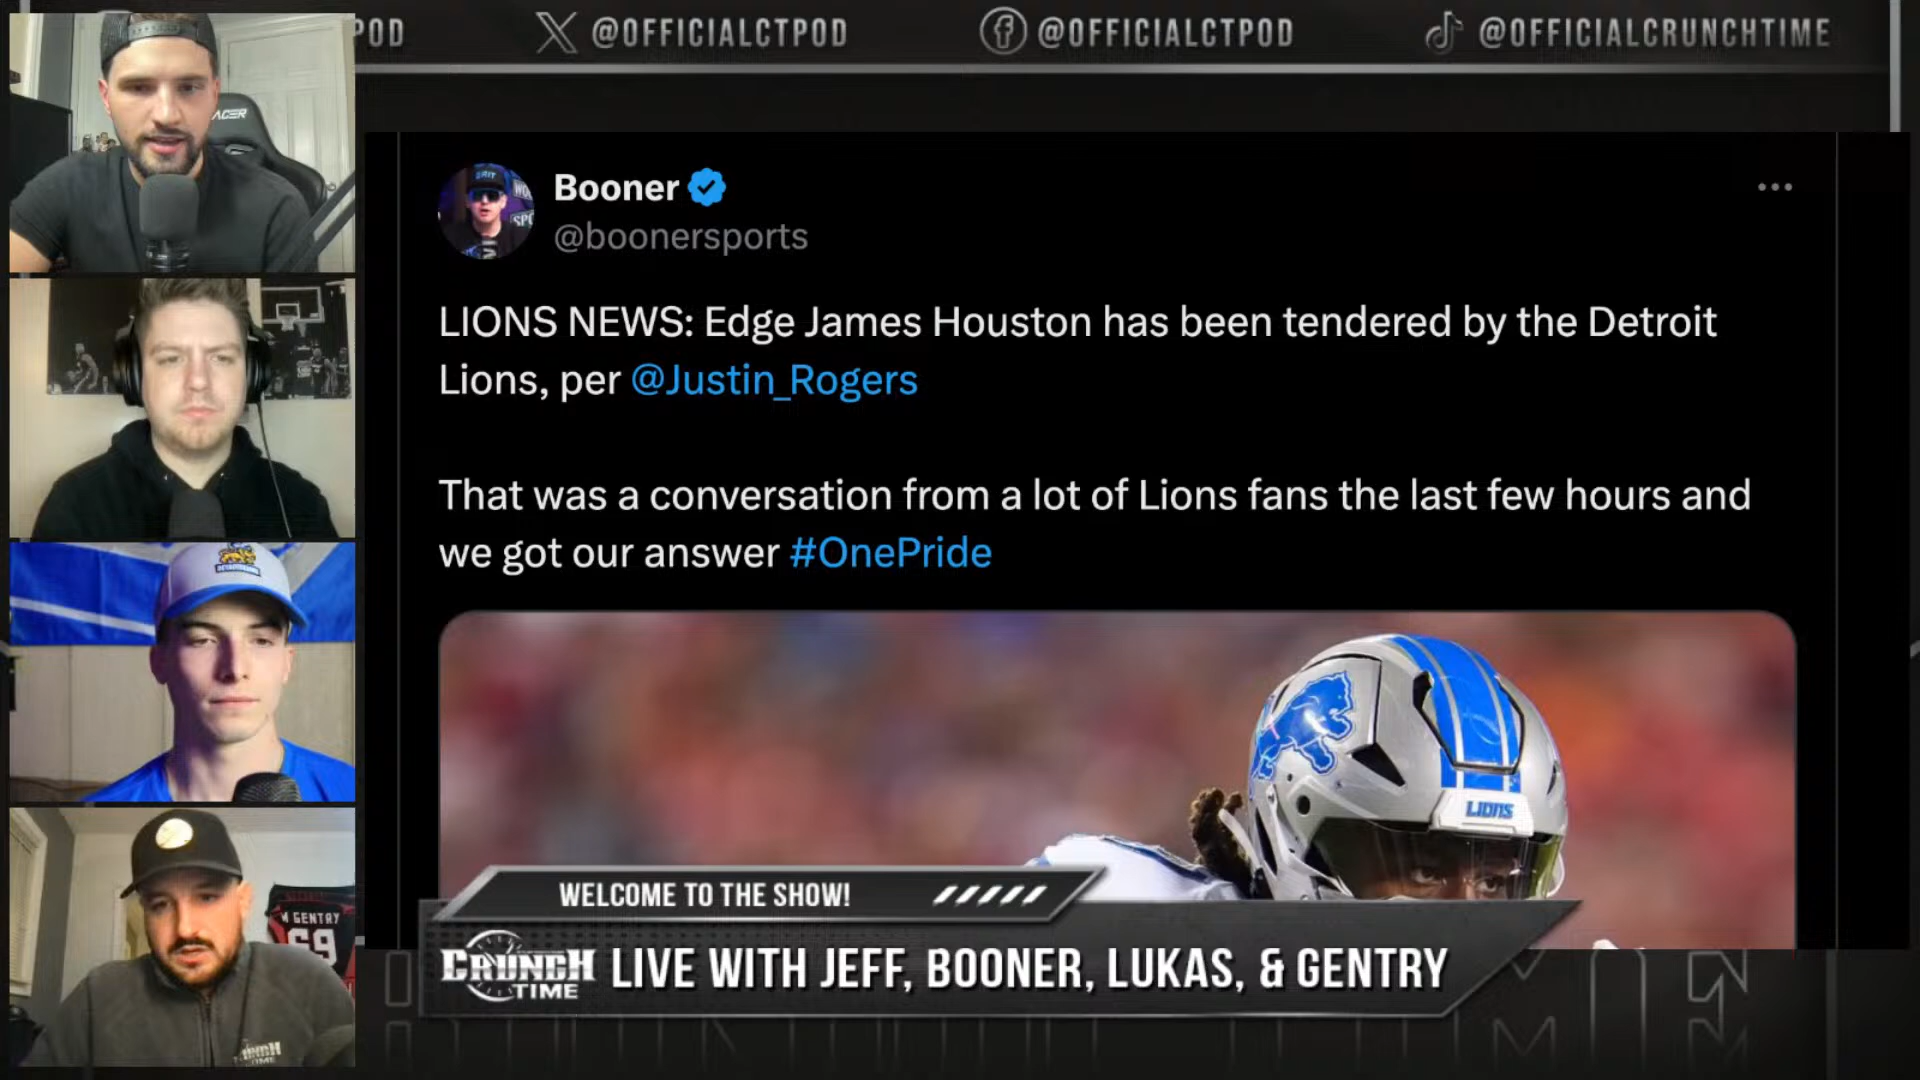 POD
@OFFICIALCTPOD
@OFFICIALCTPOD
@OFFICIALCRUNCHTIME
Booner
@boonersports
LIONS NEWS: Edge James Houston has been tendered by the Detroit
Lions, per @Justin_Rogers
That was a conversation from a lot of Lions fans the last few hours and
we got our answer #OnePride
LIONS
GENTRY
69
WELCOME TO THE SHOW!
CRUNCH
TIME
LIVE WITH JEFF, BOONER, LUKAS, & GENTRY